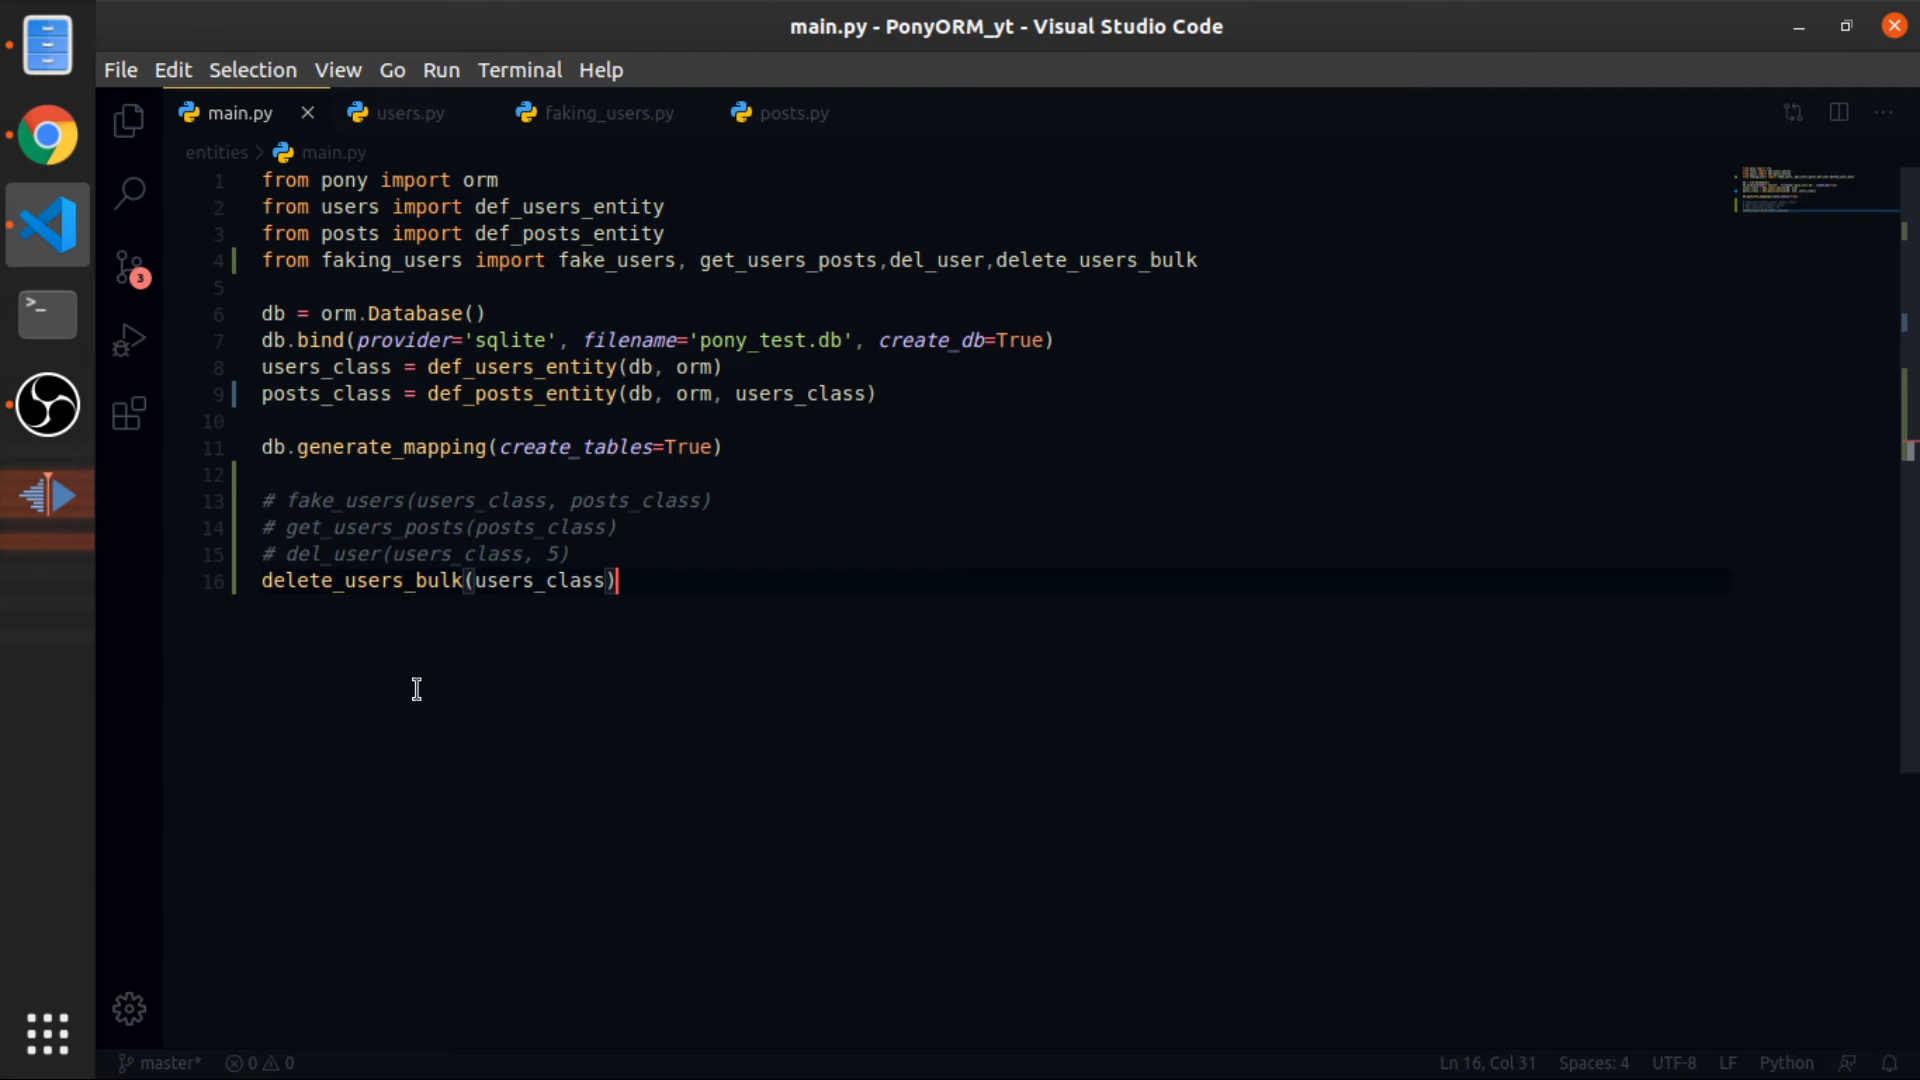 main.py - PonyORM_yt - Visual Studio Code
File Edit Selection View Go Run Terminal Help
main.py users.py faking_users.py posts.py
entities > main.py
1 from pony import orm
2 from users import def_users_entity
3 from posts import def_posts_entity
4 from faking_users import fake_users, get_users_posts,del_user,delete_users_bulk
5
6 db = orm.Database()
7 db.bind(provider='sqlite', filename='pony_test.db', create_db=True)
8 users_class = def_users_entity(db, orm)
9 posts_class = def_posts_entity(db, orm, users_class)
10
11 db.generate_mapping(create_tables=True)
12
13 # fake_users(users_class, posts_class)
14 # get_users_posts(posts_class)
15 # del_user(users_class, 5)
16 delete_users_bulk(users_class)
3
master* 0 0 Ln 16, Col 31 Spaces: 4 UTF-8 LF Python